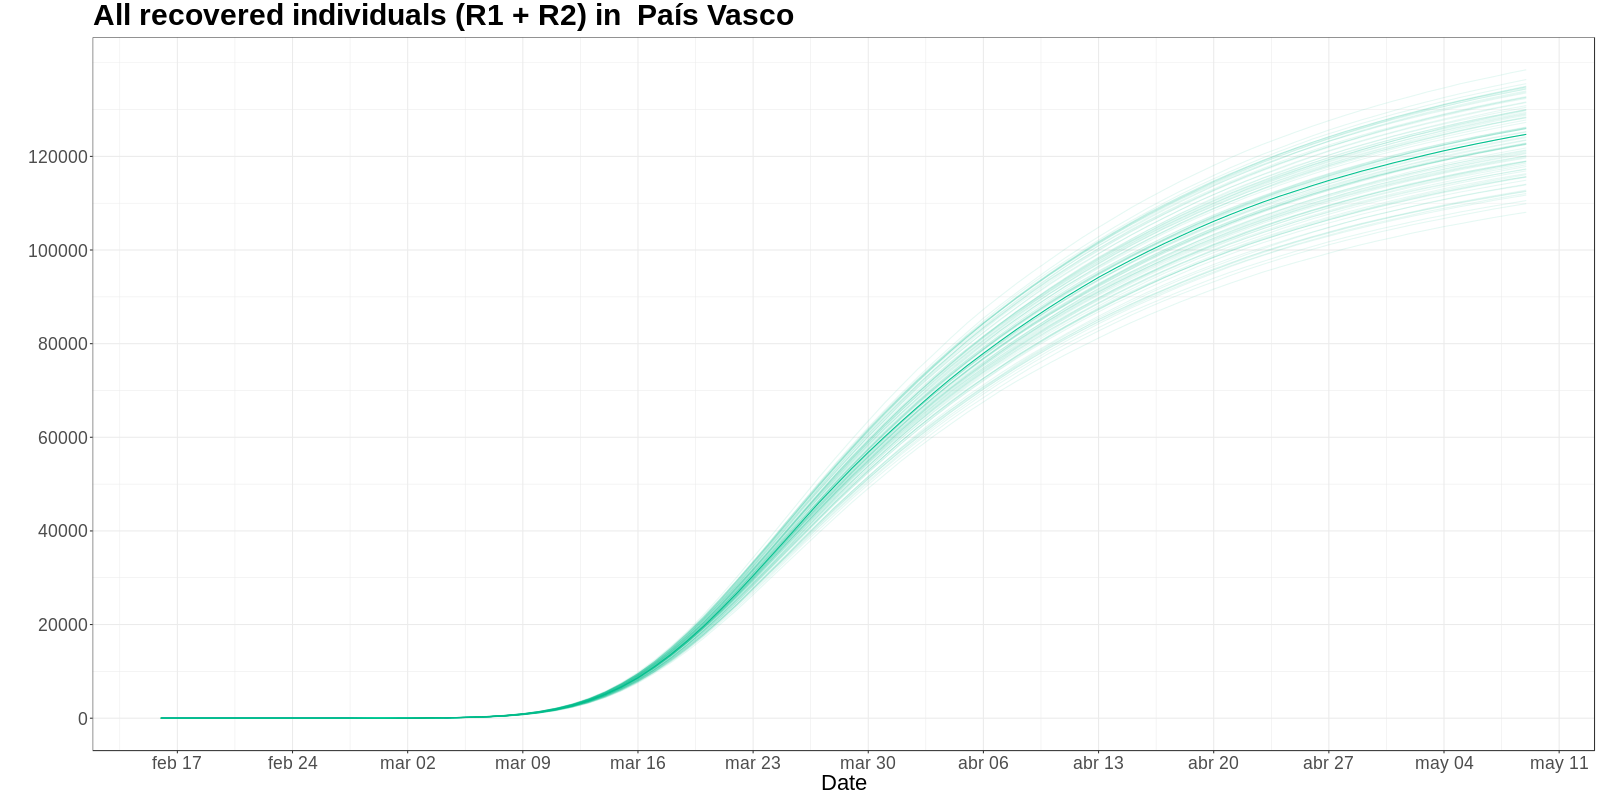 All recovered individuals (R1 + R2) in  País Vasco
120000
100000
80000
60000
40000
20000
0
feb 17 feb 24 mar 02 mar 09 mar 16 mar 23 mar 30 abr 06 abr 13 abr 20 abr 27 may 04 may 11
Date